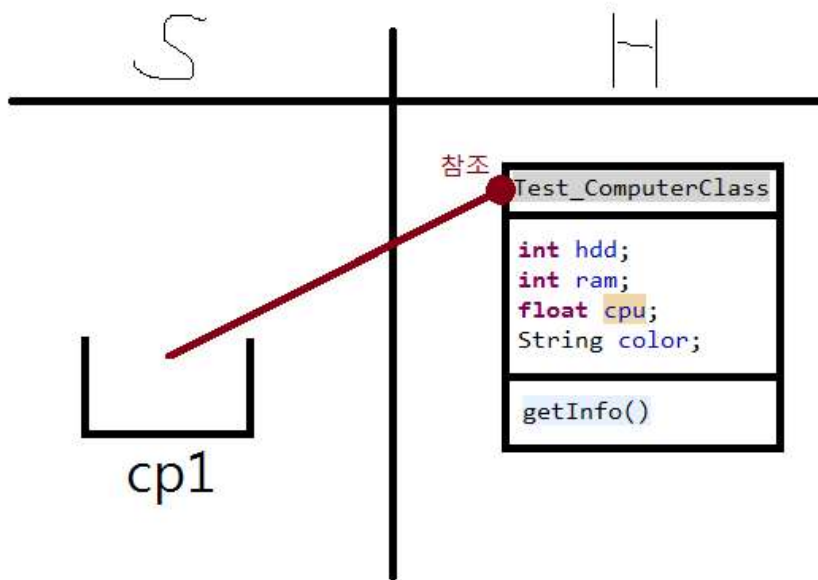 S
H
참조
Test_ComputerClass
int hdd;
int ram;
float cpu;
String color;
getInfo()
cp1